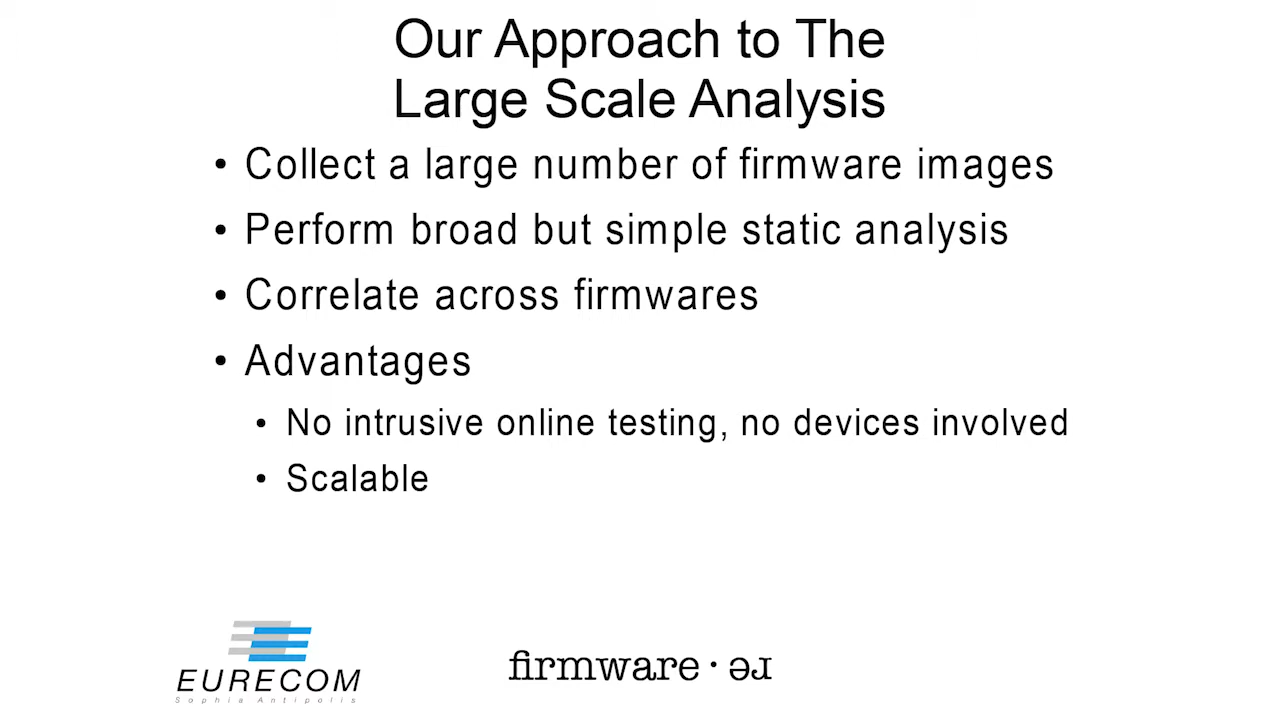 Our Approach to The
Large Scale Analysis
• Collect a large number of firmware images
• Perform broad but simple static analysis
• Correlate across firmwares
• Advantages
• No intrusive online testing, no devices involved
• Scalable
EURECOM
Sophia Antipolis
firmware·ǝɹ